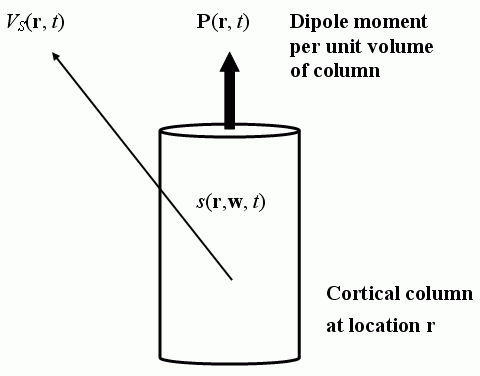 V_S(r, t)
P(r, t)
Dipole moment
per unit volume
of column
s(r,w, t)
Cortical column
at location r